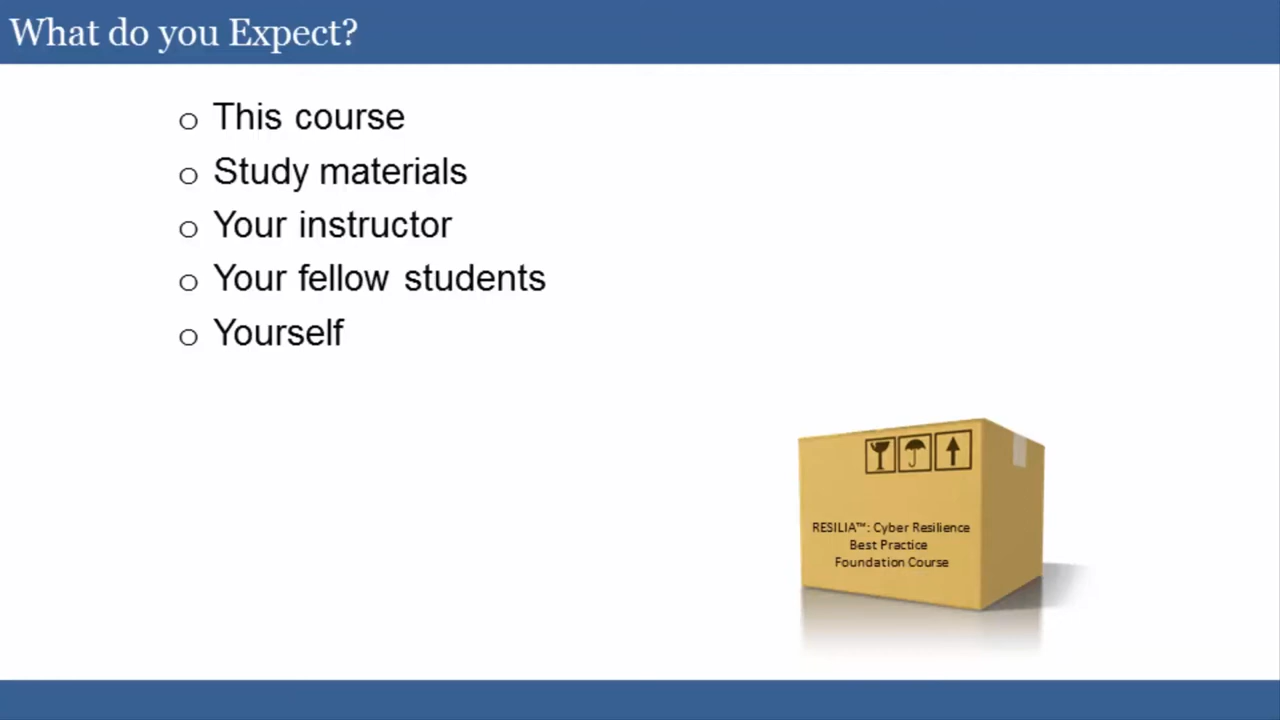 What do you Expect?
o This course
o Study materials
o Your instructor
o Your fellow students
o Yourself
RESILIA™: Cyber Resilience
Best Practice
Foundation Course